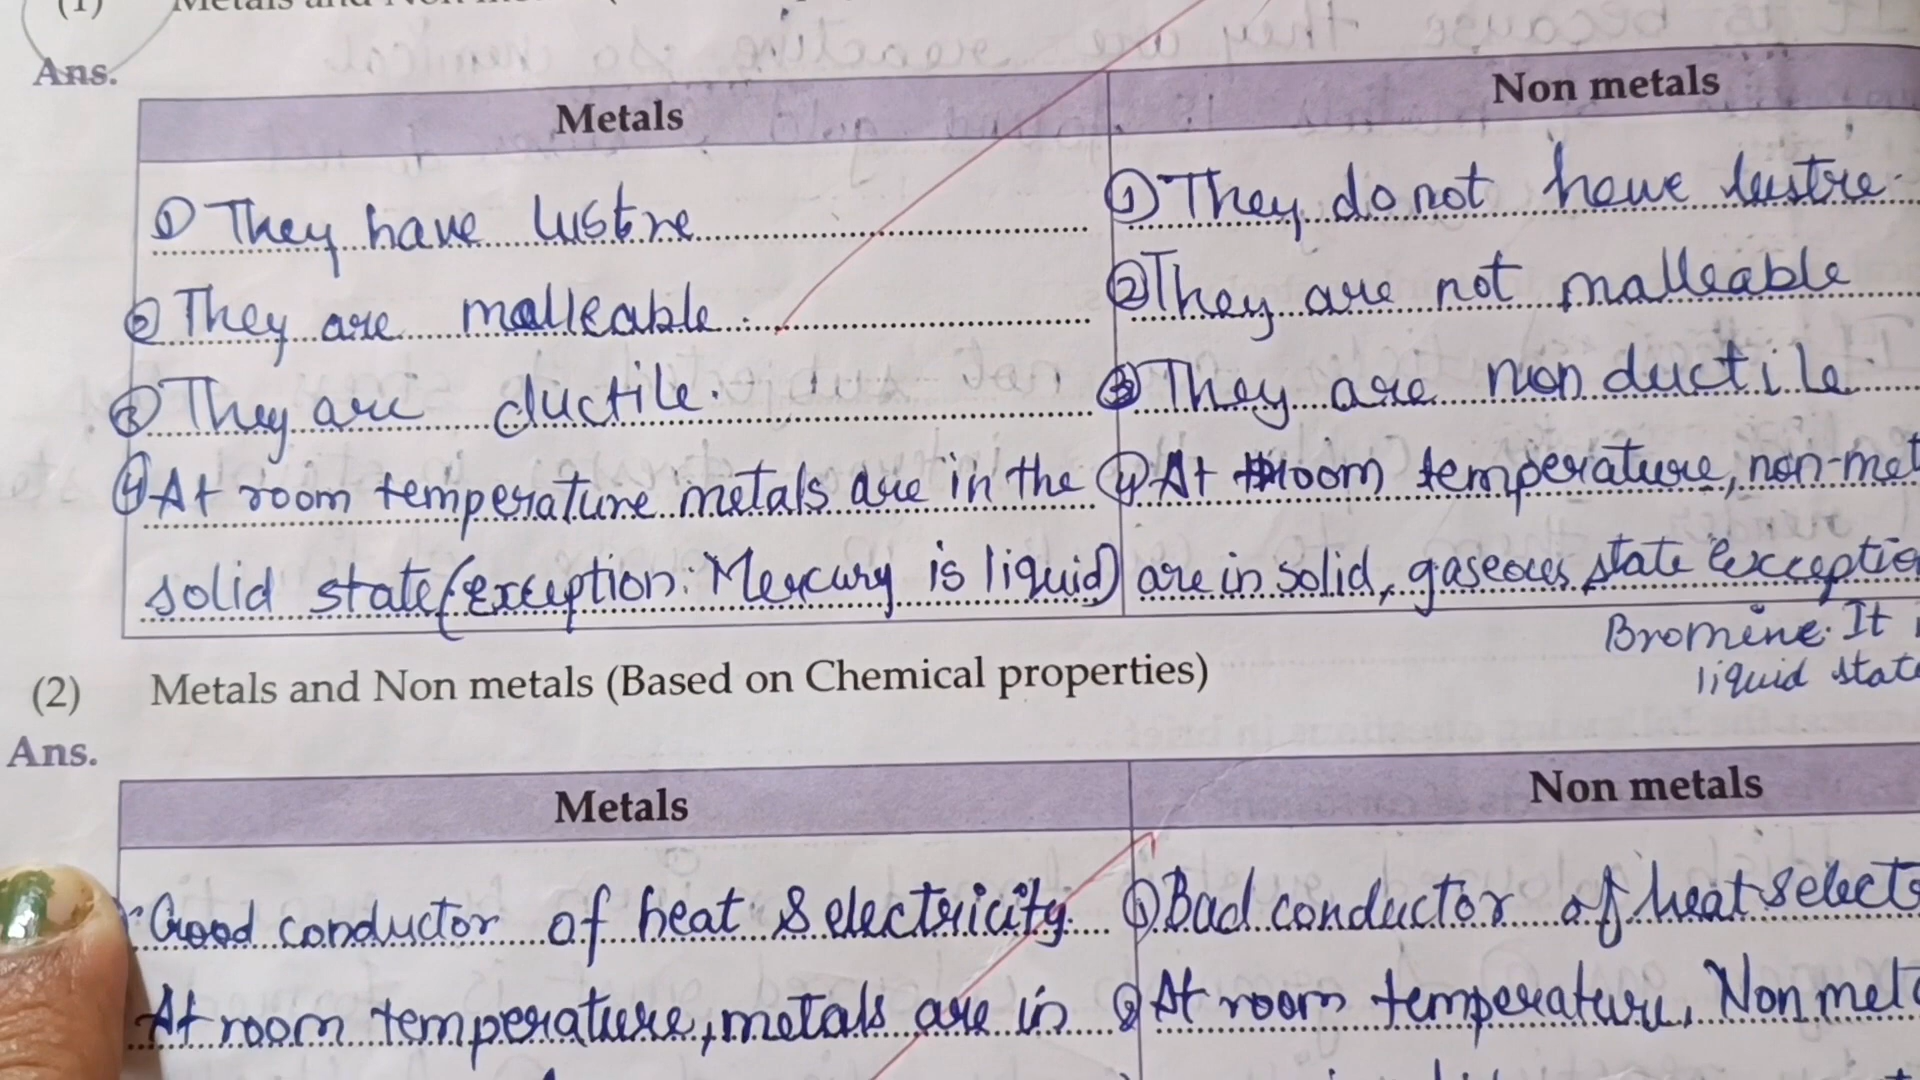 (1)
Ans.
Metals
Non metals
① They have lustre
① They do not have lustre.
② They are malleable.
② They are not malleable
③ They are ductile.
③ They are non ductile
④ At room temperature metals are in the
④ At room temperature, non-met
solid state (exception: Mercury is liquid)
are in solid, gaseous, state exceptio
Bromine. It i
liquid state
(2) Metals and Non metals (Based on Chemical properties)
Ans.
Metals
Non metals
Good conductor of heat & electricity.
① Bad conductor of heat & elect
At room temperature, metals are in
② At room temperature, Non met